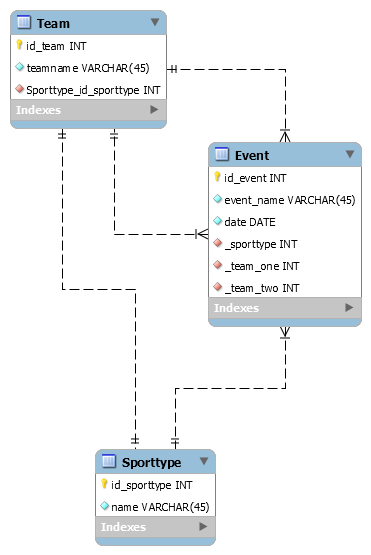 Team
id_team INT
teamname VARCHAR(45)
Sporttype_id_sporttype INT
Indexes
Event
id_event INT
event_name VARCHAR(45)
date DATE
_sporttype INT
_team_one INT
_team_two INT
Indexes
Sporttype
id_sporttype INT
name VARCHAR(45)
Indexes